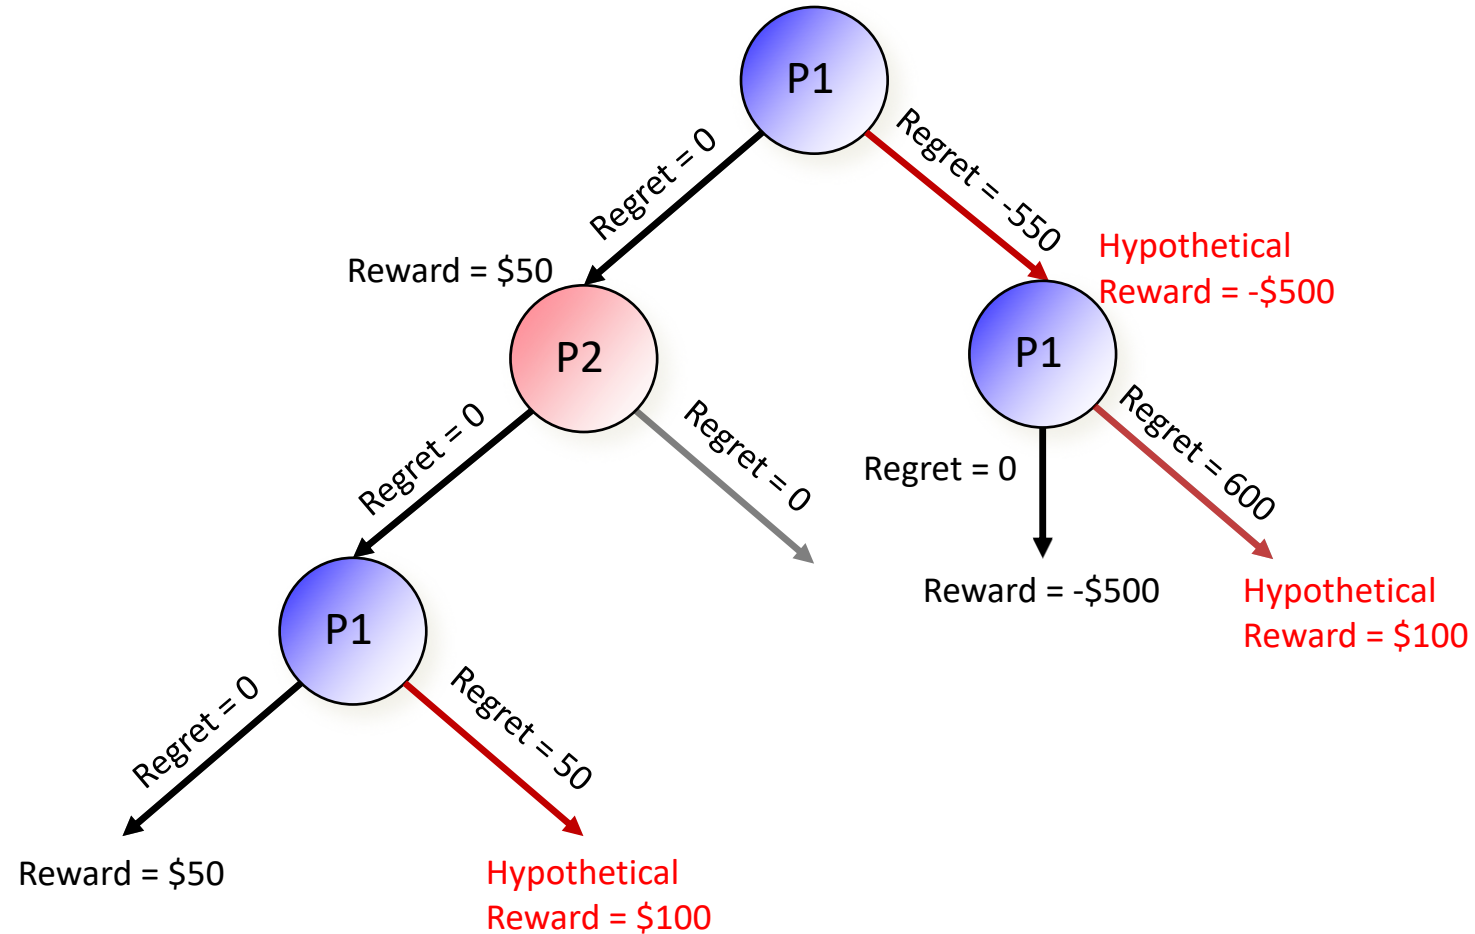 P1
Regret = 0
Regret = -550
Reward = $50
Hypothetical
Reward = -$500
P2
P1
Regret = 0
Regret = 0
Regret = 0
Regret = 600
Reward = -$500
Hypothetical
Reward = $100
P1
Regret = 0
Regret = 50
Reward = $50
Hypothetical
Reward = $100